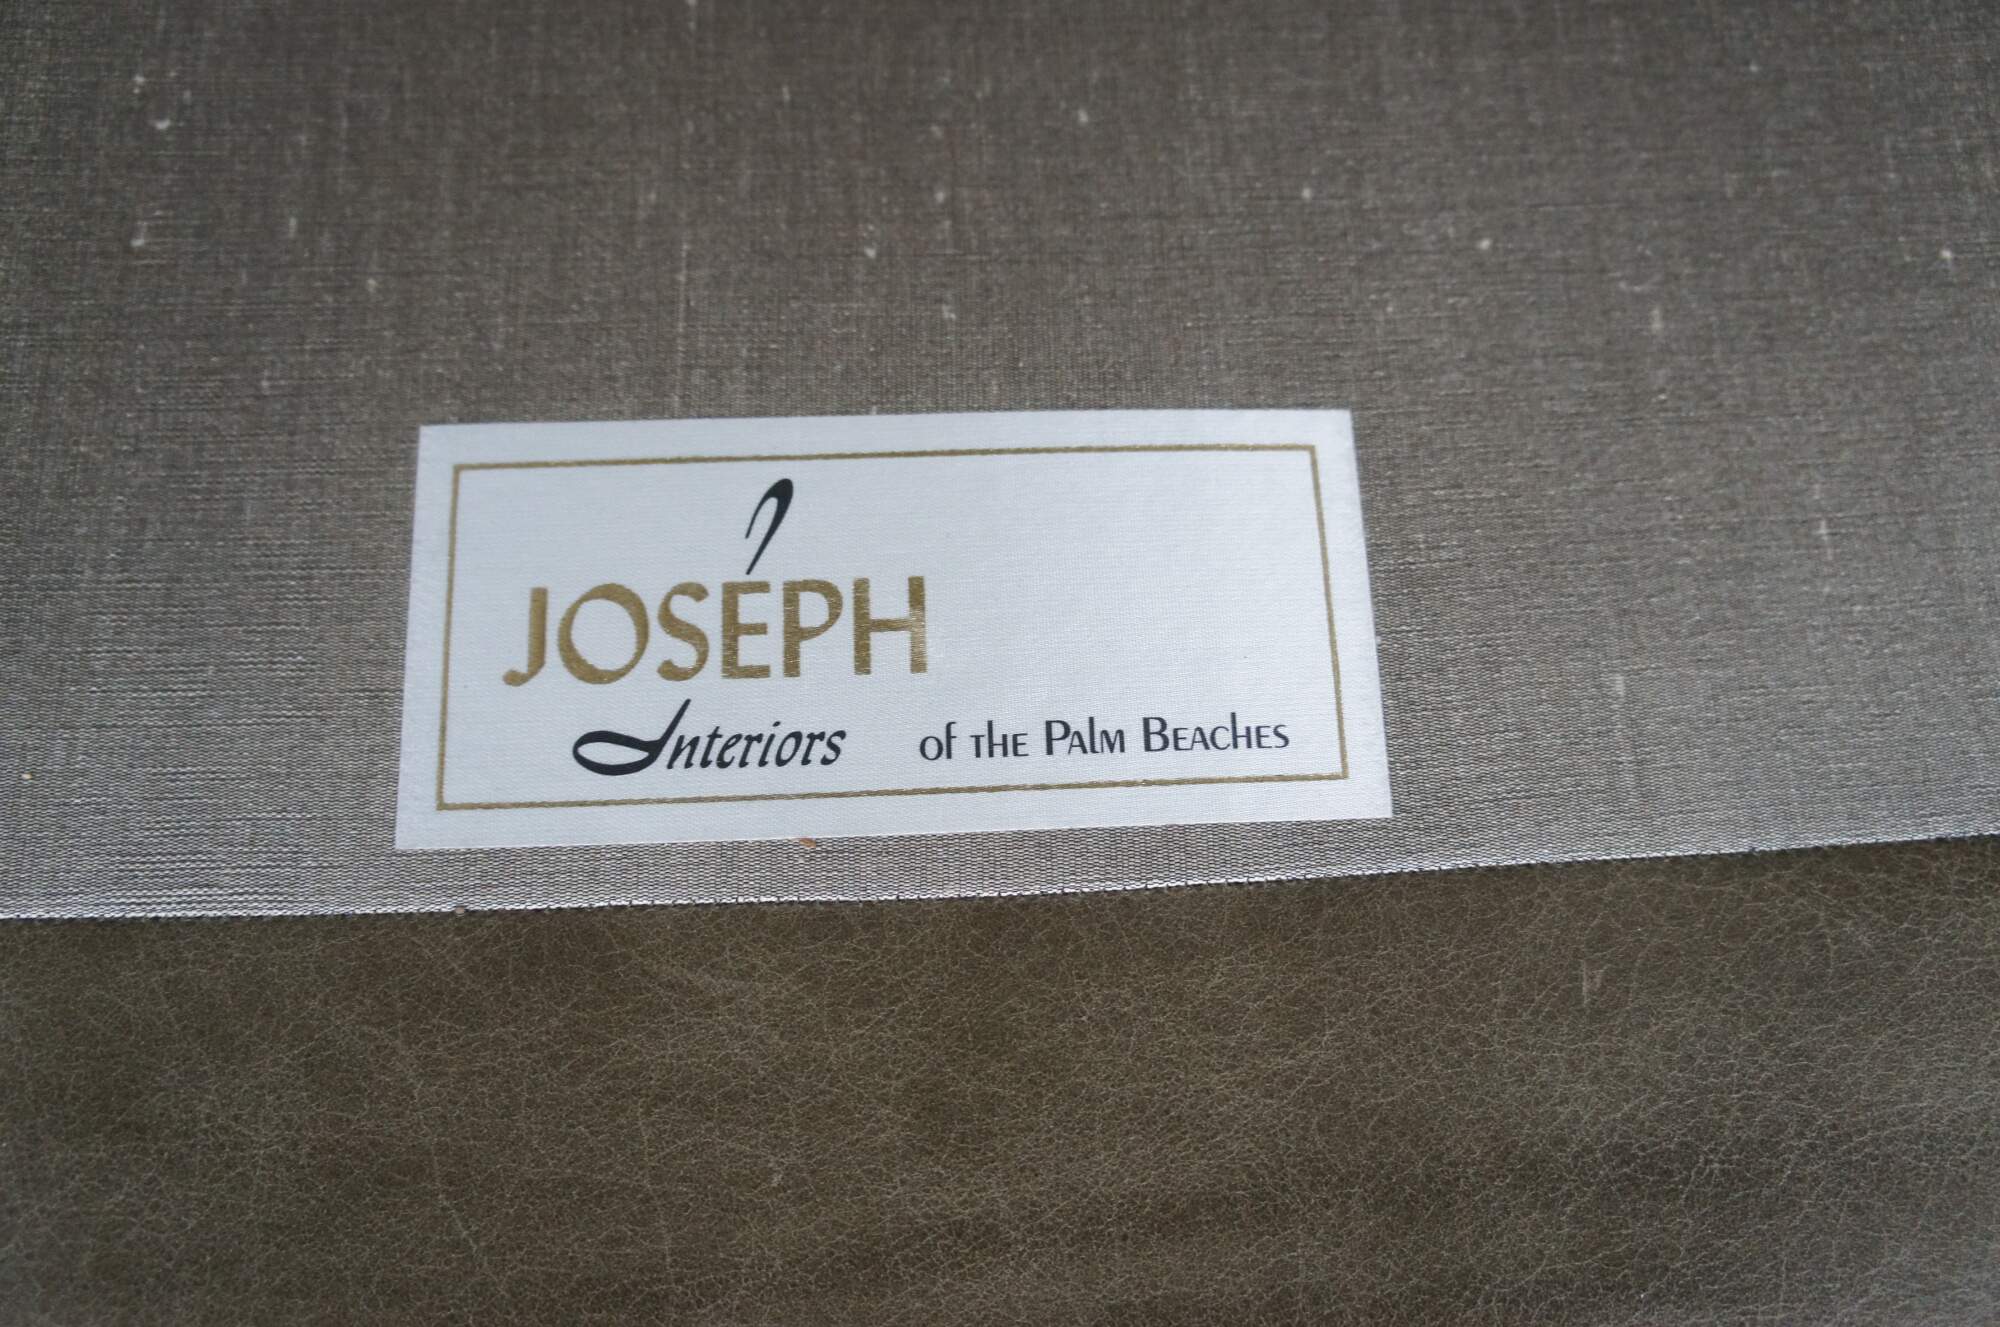 JOSEPH
Interiors of the Palm Beaches